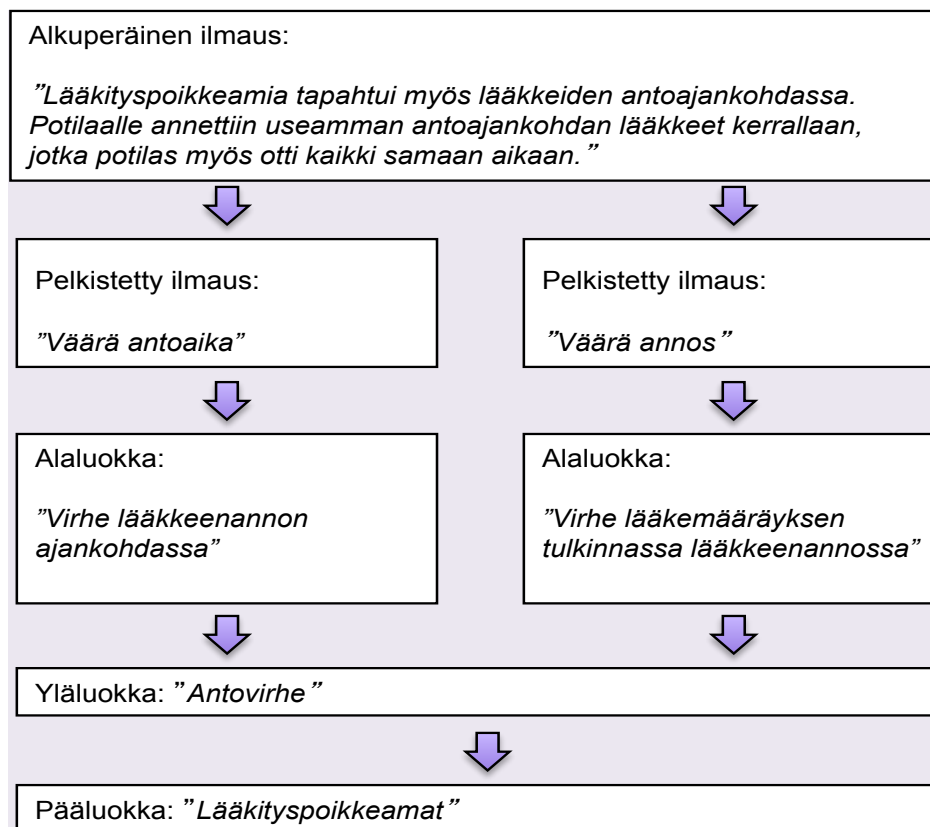 Alkuperäinen ilmaus:
”Lääkityspoikkeamia tapahtui myös lääkkeiden antoajankohdassa.
Potilaalle annettiin useamman antoajankohdan lääkkeet kerrallaan,
jotka potilas myös otti kaikki samaan aikaan.”
Pelkistetty ilmaus:
”Väärä antoaika”
Pelkistetty ilmaus:
”Väärä annos”
Alaluokka:
”Virhe lääkkeenannon
ajankohdassa”
Alaluokka:
”Virhe lääkemääräyksen
tulkinnassa lääkkeenannossa”
Yläluokka: ”Antovirhe”
Pääluokka: ”Lääkityspoikkeamat”